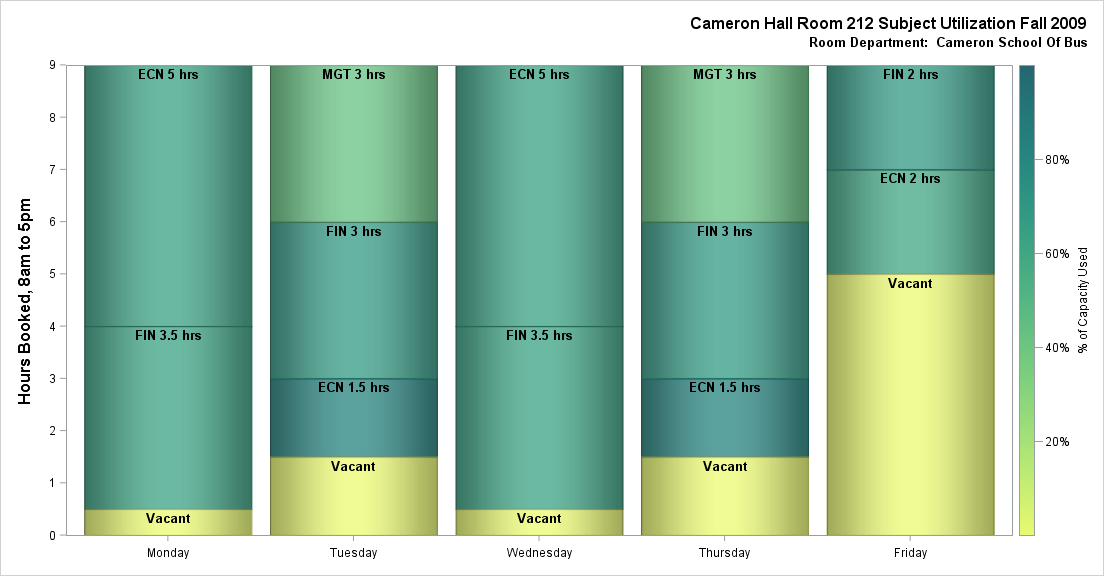 Cameron Hall Room 212 Subject Utilization Fall 2009
Room Department:  Cameron School Of Bus
Hours Booked, 8am to 5pm
9
8
7
6
5
4
3
2
1
0
ECN 5 hrs
FIN 3.5 hrs
Vacant
MGT 3 hrs
FIN 3 hrs
ECN 1.5 hrs
Vacant
ECN 5 hrs
FIN 3.5 hrs
Vacant
MGT 3 hrs
FIN 3 hrs
ECN 1.5 hrs
Vacant
FIN 2 hrs
ECN 2 hrs
Vacant
Monday
Tuesday
Wednesday
Thursday
Friday
80%
60%
40%
20%
% of Capacity Used